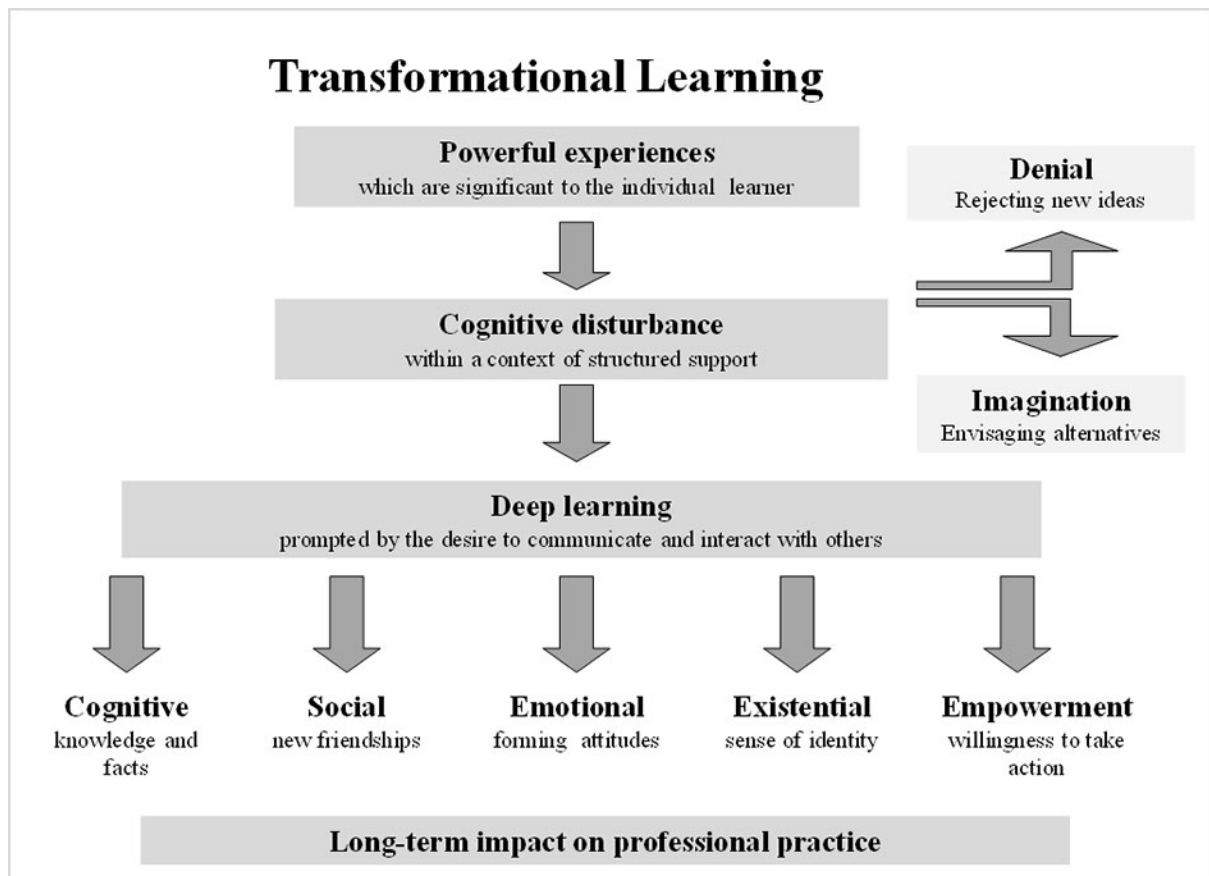 Transformational Learning
Powerful experiences
which are significant to the individual learner
Denial
Rejecting new ideas
Cognitive disturbance
within a context of structured support
Imagination
Envisaging alternatives
Deep learning
prompted by the desire to communicate and interact with others
Cognitive
knowledge and
facts
Social
new friendships
Emotional
forming attitudes
Existential
sense of identity
Empowerment
willingness to take
action
Long-term impact on professional practice